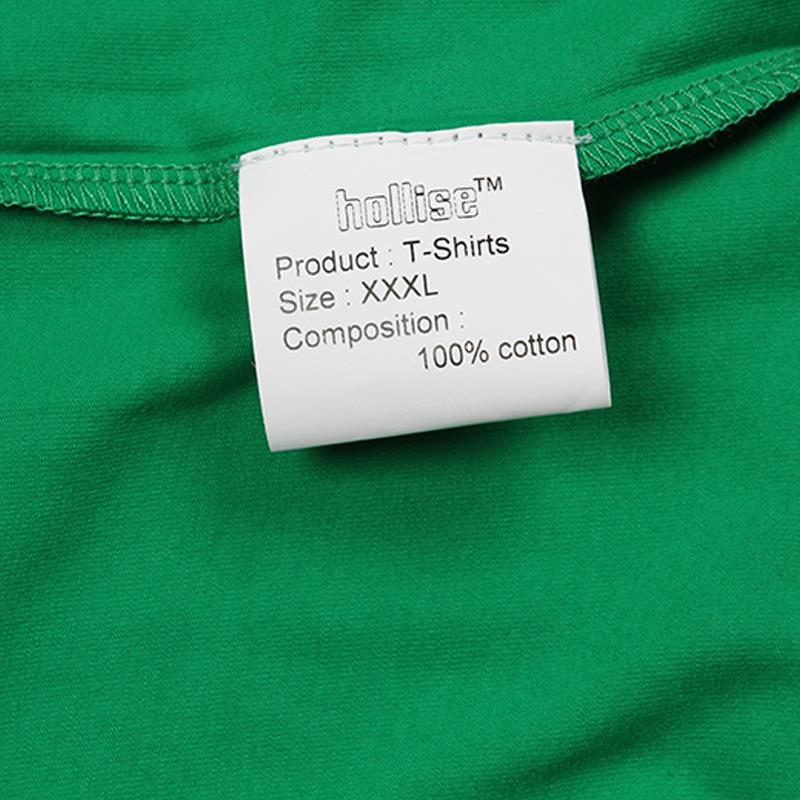 hollise™
Product : T-Shirts
Size : XXXL
Composition :
100% cotton